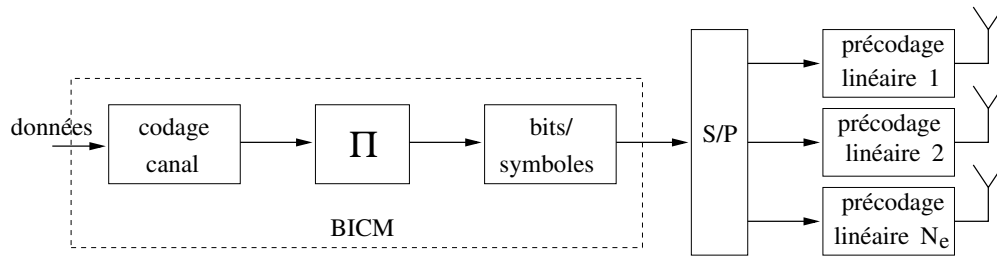 données
codage
canal
Π
bits/
symboles
BICM
S/P
précodage
linéaire 1
précodage
linéaire 2
précodage
linéaire Ne